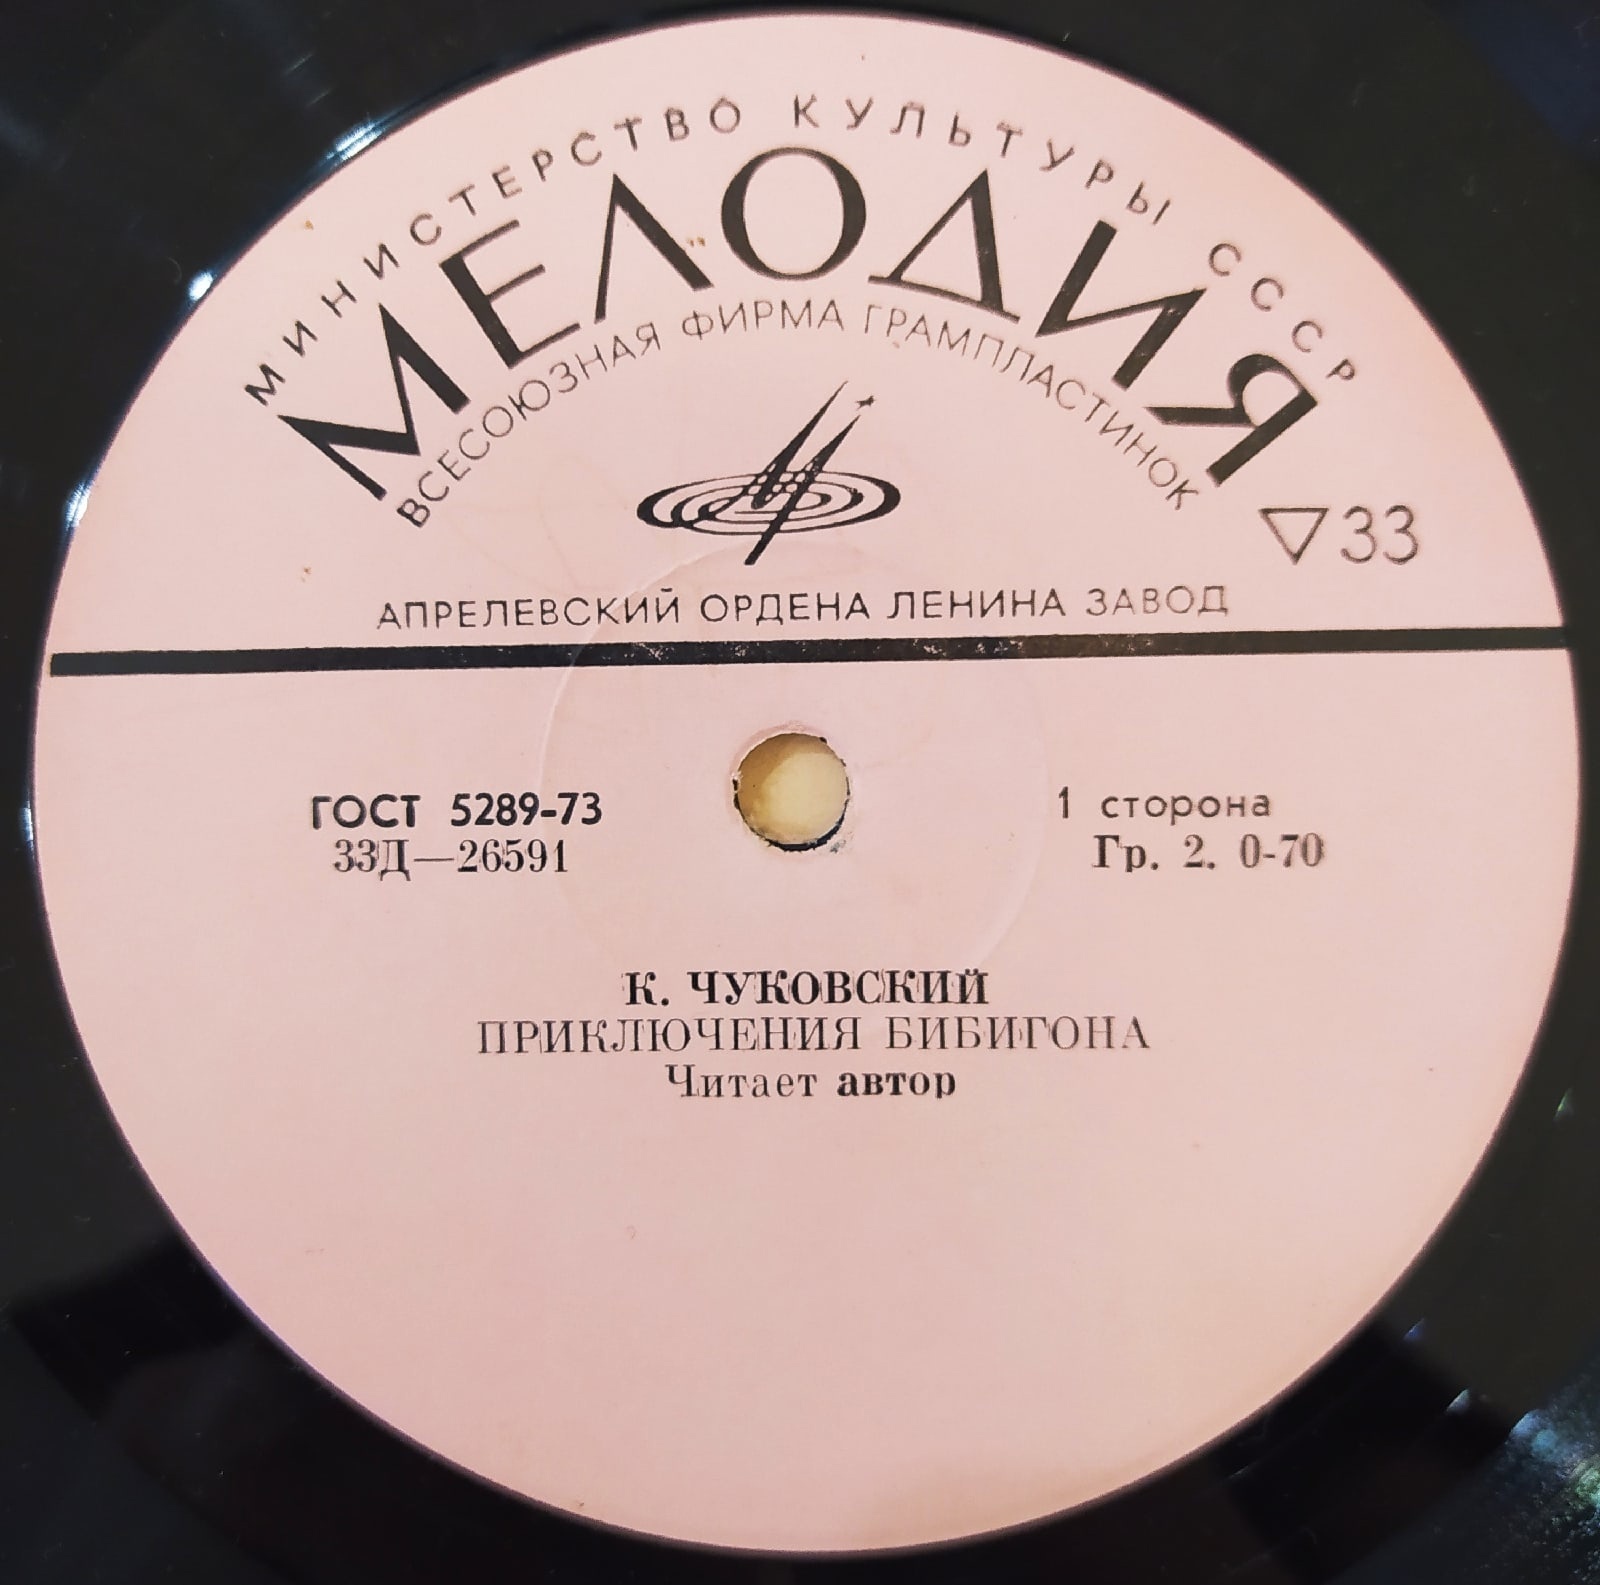 МИНИСТЕРСТВО КУЛЬТУРЫ СССР
МЕЛОДИЯ
ВСЕСОЮЗНАЯ ФИРМА ГРАМПЛАСТИНОК
▽33
АПРЕЛЕВСКИЙ ОРДЕНА ЛЕНИНА ЗАВОД
ГОСТ 5289-73
33Д—26591
1 сторона
Гр. 2. 0-70
К. ЧУКОВСКИЙ
ПРИКЛЮЧЕНИЯ БИБИГОНА
Читает автор